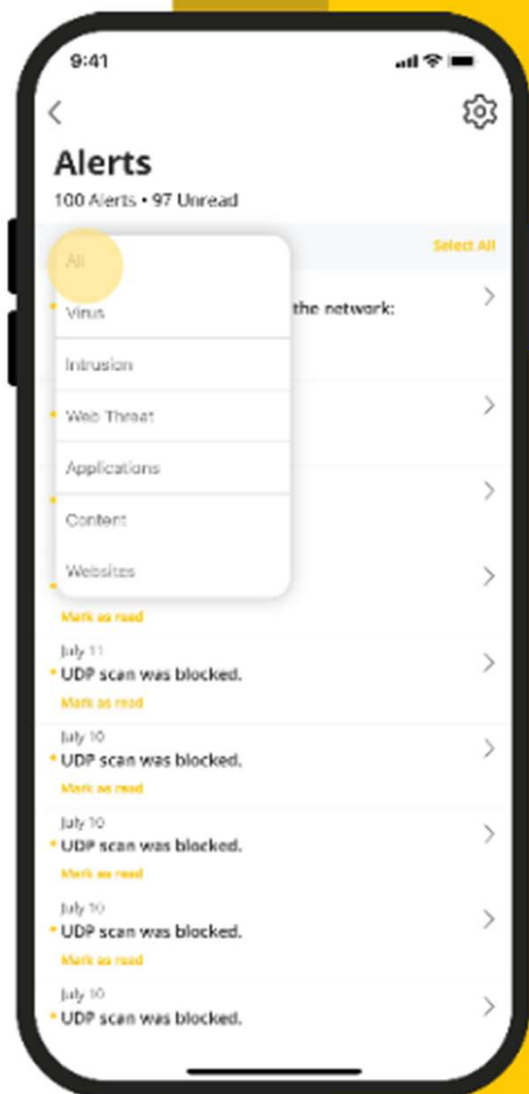 9:41
Alerts
100 Alerts • 97 Unread
Select All
All
the network:
Virus
Intrusion
Web Threat
Applications
Content
Websites
Mark as read
July 11
UDP scan was blocked.
Mark as read
July 10
UDP scan was blocked.
Mark as read
July 10
UDP scan was blocked.
Mark as read
July 10
UDP scan was blocked.
Mark as read
July 10
UDP scan was blocked.